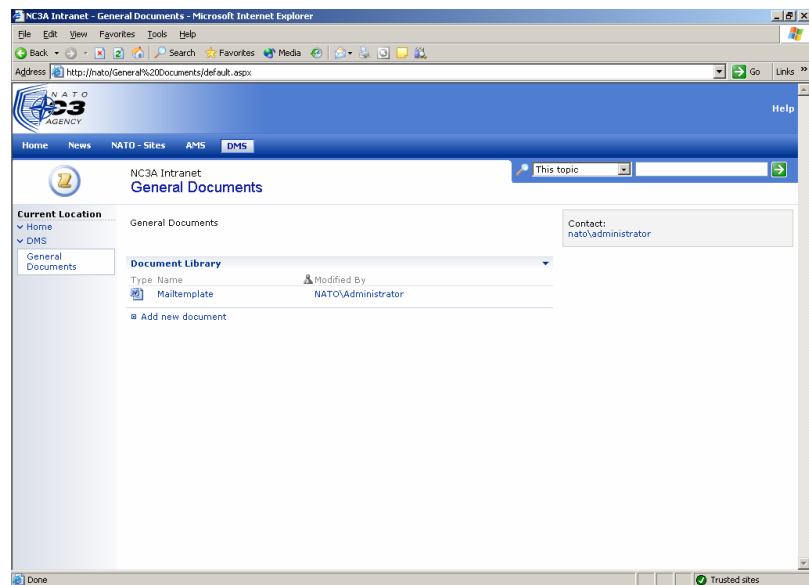 NC3A Intranet - General Documents - Microsoft Internet Explorer
File Edit View Favorites Tools Help
Back Search Favorites Media
Address http://nato/General%20Documents/default.aspx Go Links »
NATO
C3
AGENCY
Help
Home News NATO - Sites AMS DMS
NC3A Intranet
General Documents
This topic
Current Location
Home
DMS
General
Documents
General Documents
Contact:
nato\administrator
Document Library
Type Name Modified By
Mailtemplate NATO\Administrator
Add new document
Done Trusted sites